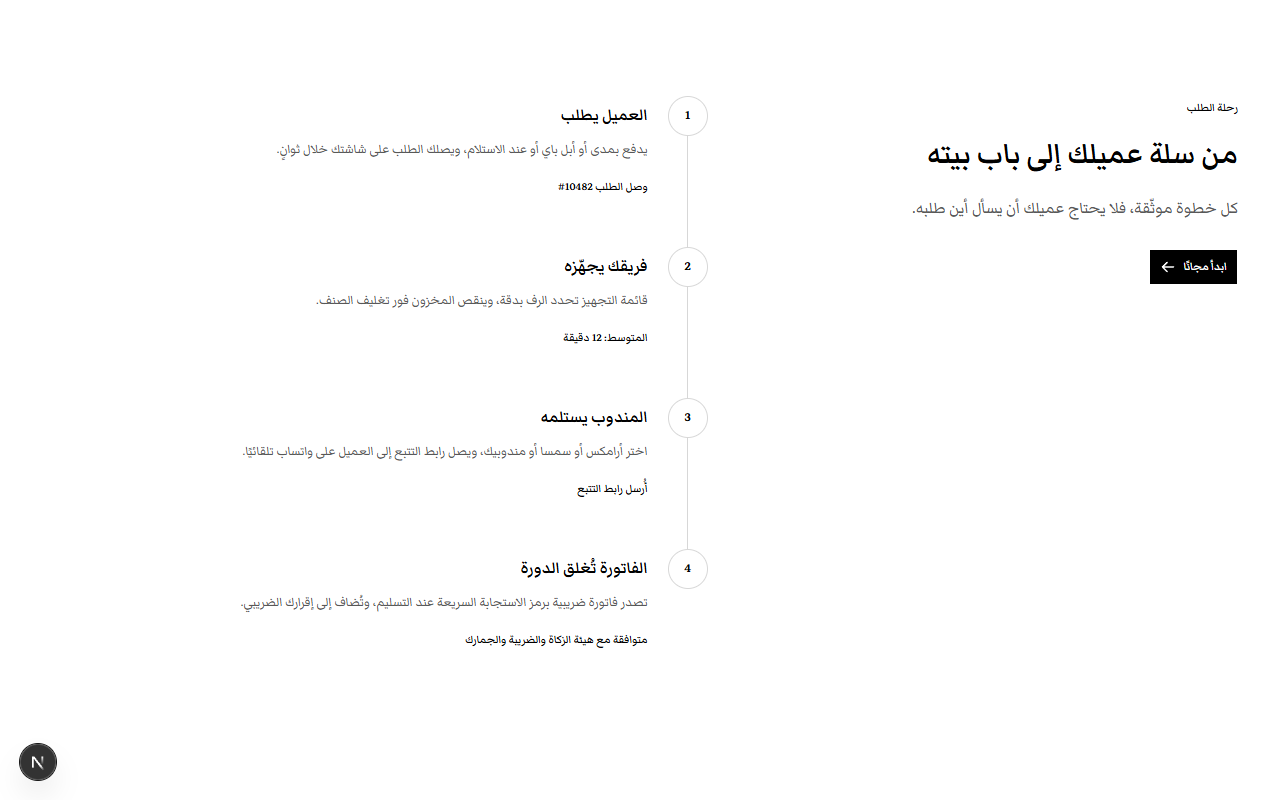 رحلة الطلب
من سلة عميلك إلى باب بيته
كل خطوة موثّقة، فلا يحتاج عميلك أن يسأل أين طلبه.
ابدأ مجانًا
1
العميل يطلب
يدفع بمدى أو أبل باي أو عند الاستلام، ويصلك الطلب على شاشتك خلال ثوانٍ.
وصل الطلب 10482#
2
فريقك يجهّزه
قائمة التجهيز تحدد الرف بدقة، وينقص المخزون فور تغليف الصنف.
المتوسط: 12 دقيقة
3
المندوب يستلمه
اختر أرامكس أو سمسا أو مندوبيك، ويصل رابط التتبع إلى العميل على واتساب تلقائيًا.
أُرسل رابط التتبع
4
الفاتورة تُغلق الدورة
تصدر فاتورة ضريبية برمز الاستجابة السريعة عند التسليم، وتُضاف إلى إقرارك الضريبي.
متوافقة مع هيئة الزكاة والضريبة والجمارك
N